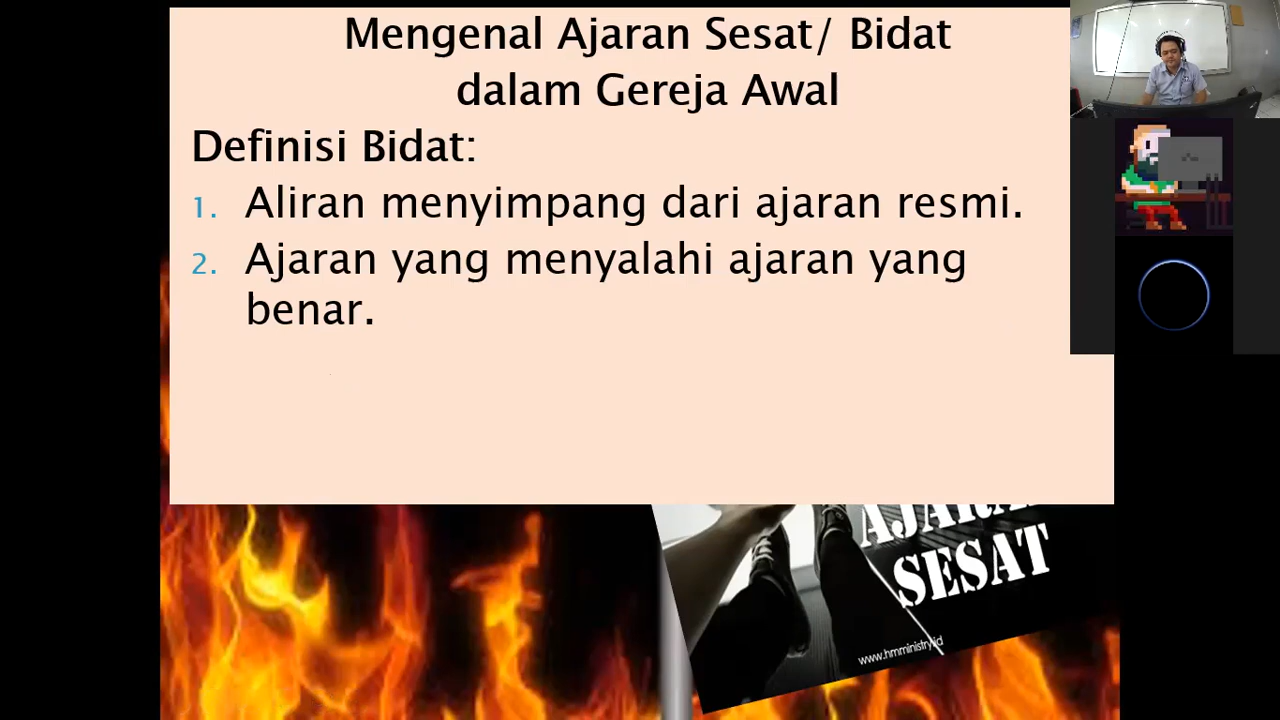 Mengenal Ajaran Sesat/ Bidat
dalam Gereja Awal
Definisi Bidat:
1. Aliran menyimpang dari ajaran resmi.
2. Ajaran yang menyalahi ajaran yang
benar.
AJARAN
SESAT
www.hmministry.id